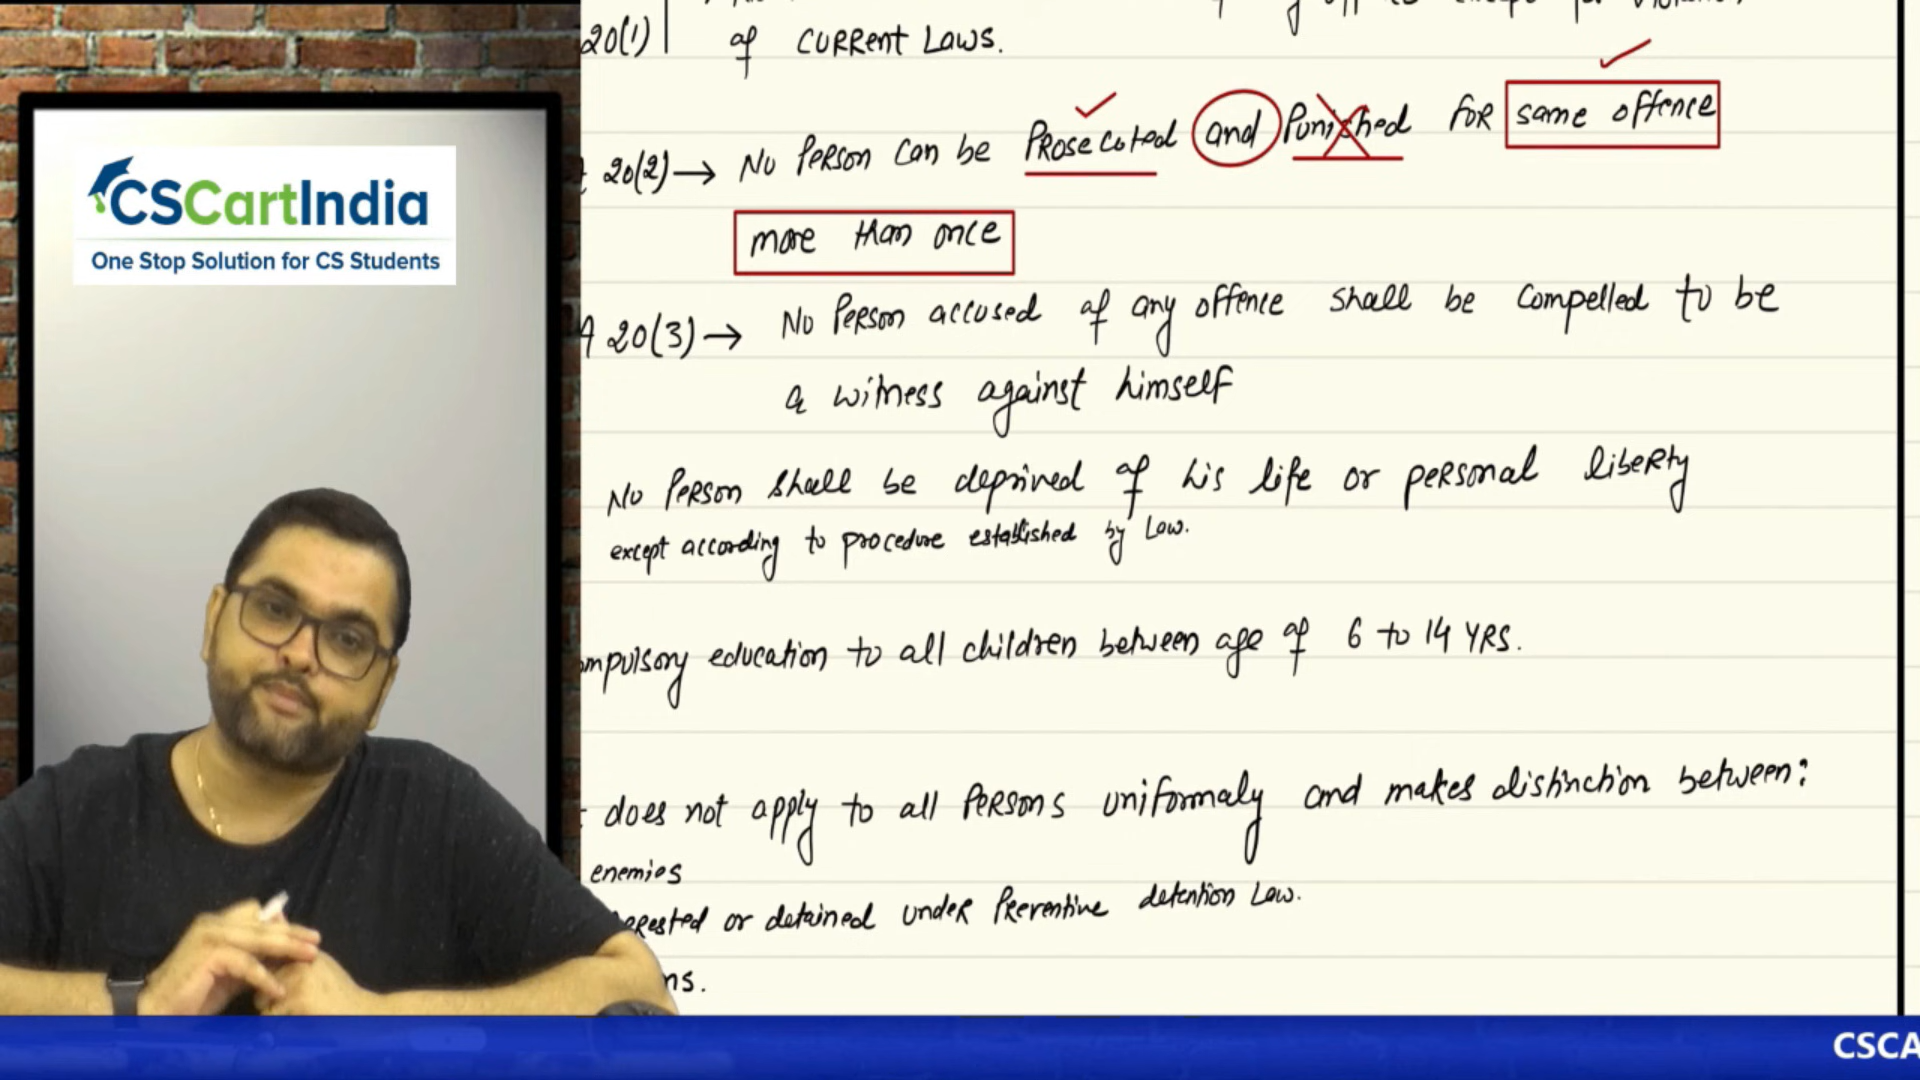 CSCartIndia
One Stop Solution for CS Students
20(1)
of CURRent Laws.
20(2) → No Person can be Prosecuted and Punished for same offence
more than once
A 20(3) → No Person accused of any offence shall be compelled to be
a witness against himself
No Person shall be deprived of his life or personal liberty
except according to procedure established by Law.
mpulsory education to all children between age of 6 to 14 YRS.
does not apply to all Persons uniformaly and makes distinction between:
enemies
rested or detained under Preventive detention Law.
ns.
CSCA